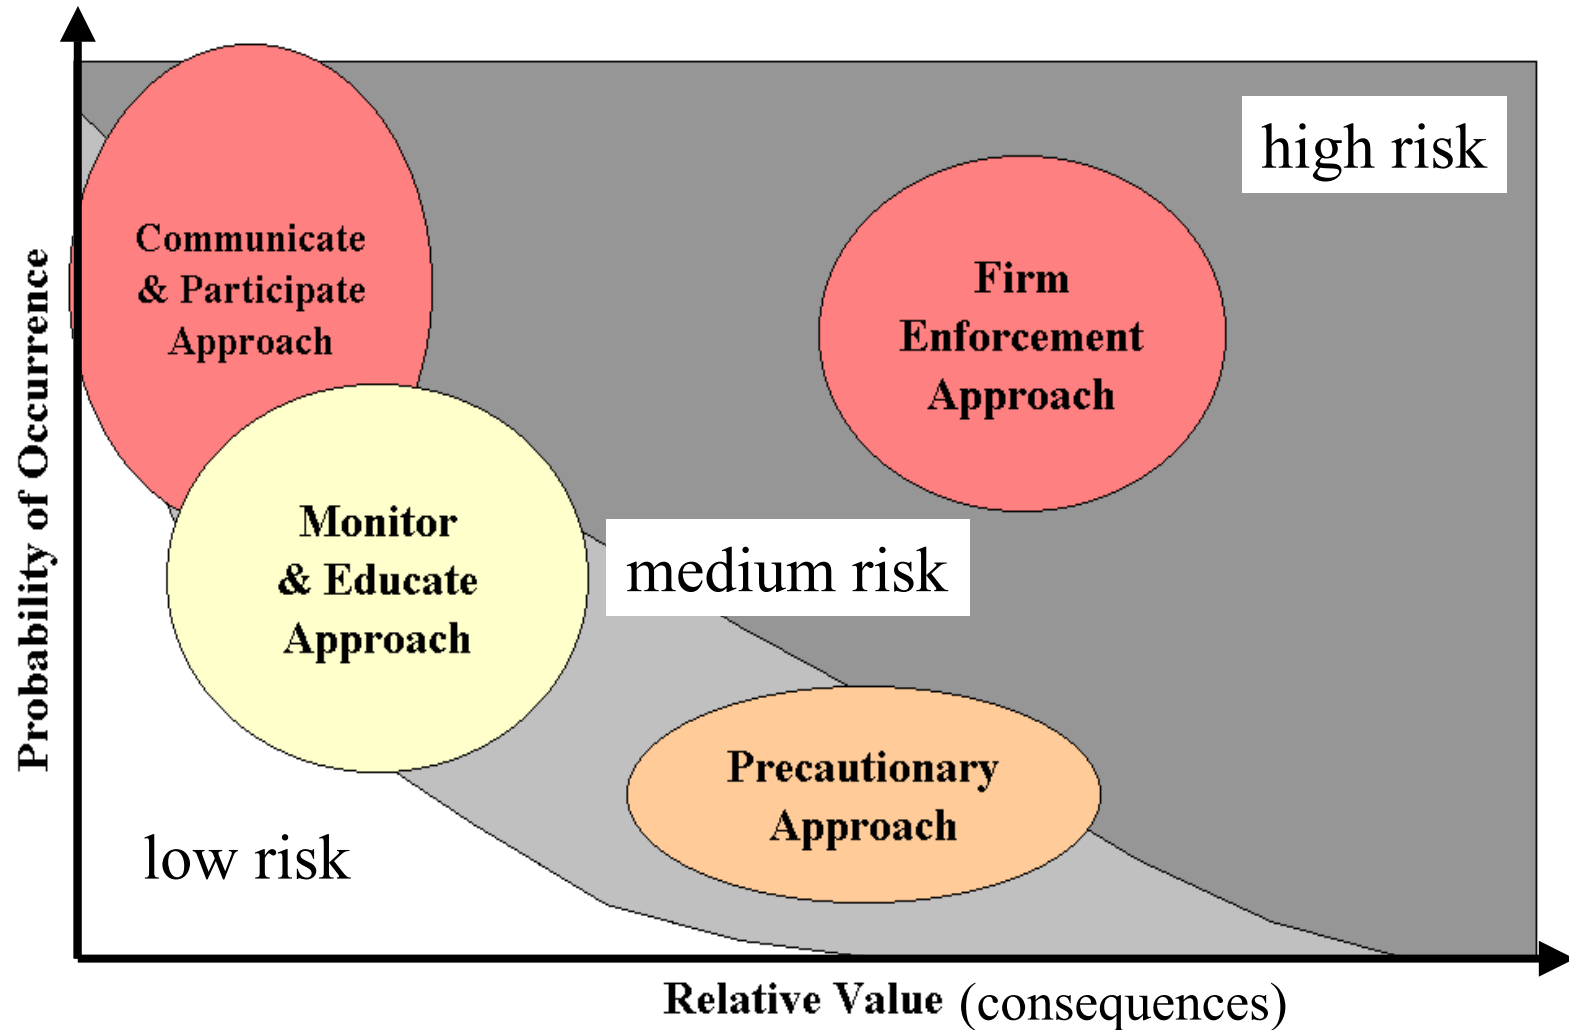 high risk
Communicate
& Participate
Approach
Firm
Enforcement
Approach
Probability of Occurrence
Monitor
& Educate
Approach
medium risk
Precautionary
Approach
low risk
Relative Value (consequences)